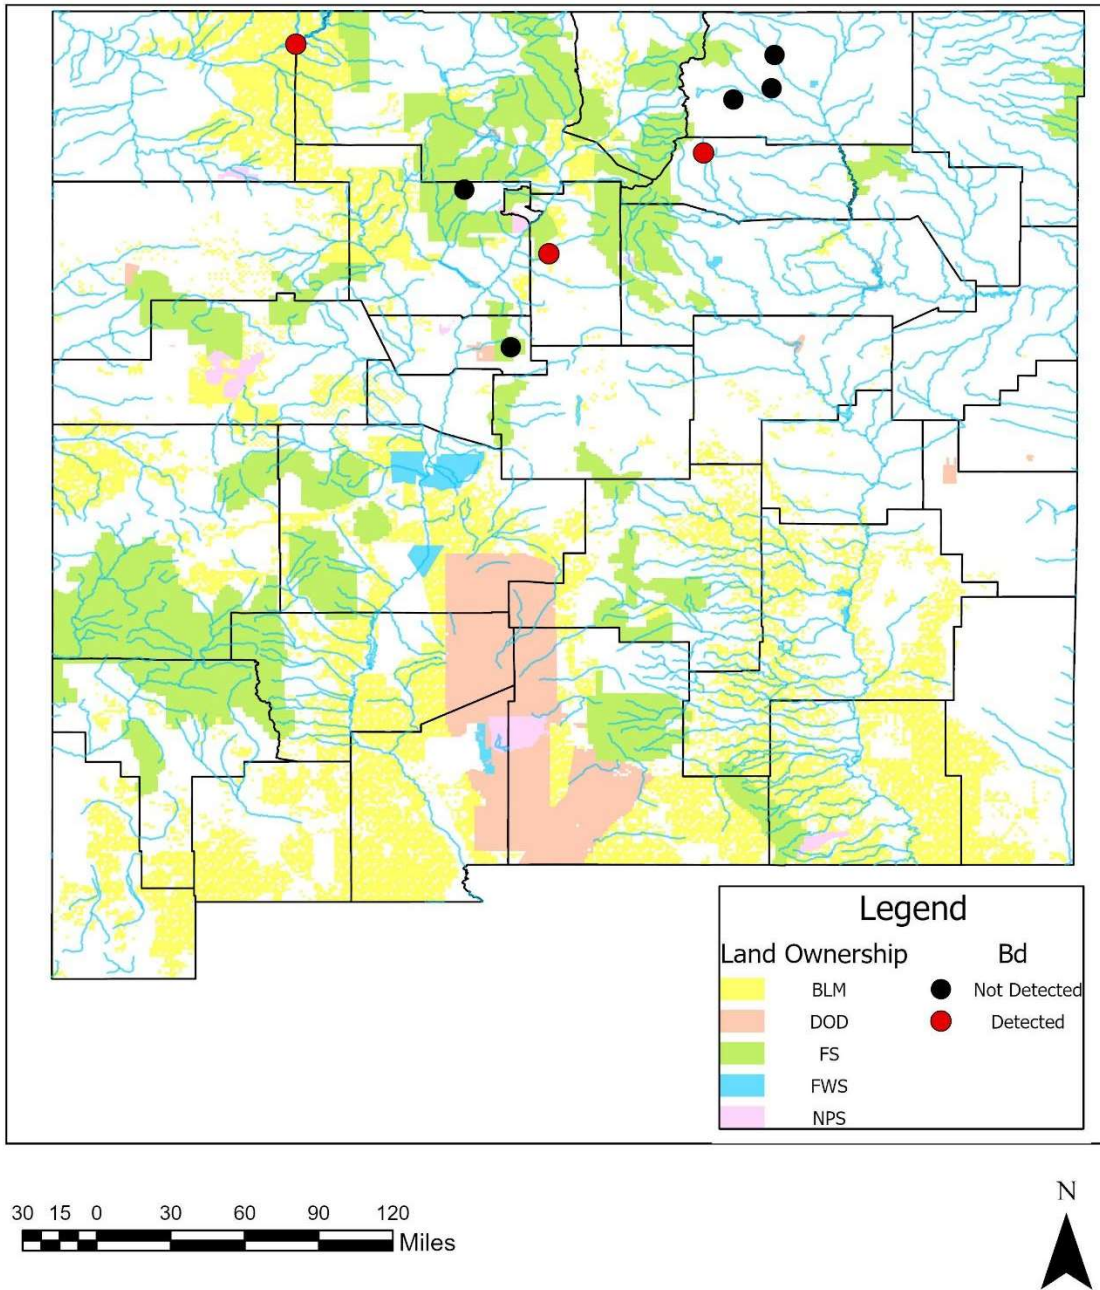 Legend
Land Ownership Bd
BLM Not Detected
DOD Detected
FS
FWS
NPS
N
30 15 0 30 60 90 120
Miles